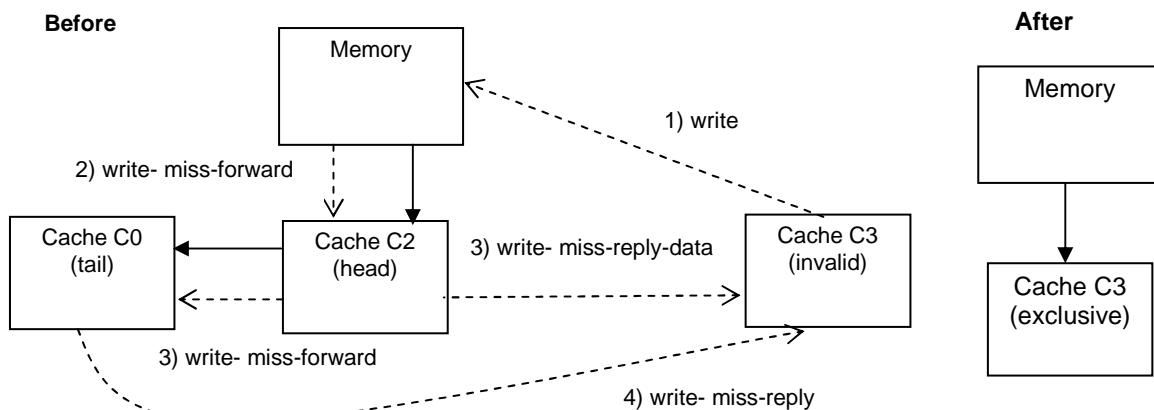 Before
After
Memory
Memory
1) write
2) write- miss-forward
Cache C0
(tail)
Cache C2
(head)
3) write- miss-reply-data
Cache C3
(invalid)
Cache C3
(exclusive)
3) write- miss-forward
4) write- miss-reply